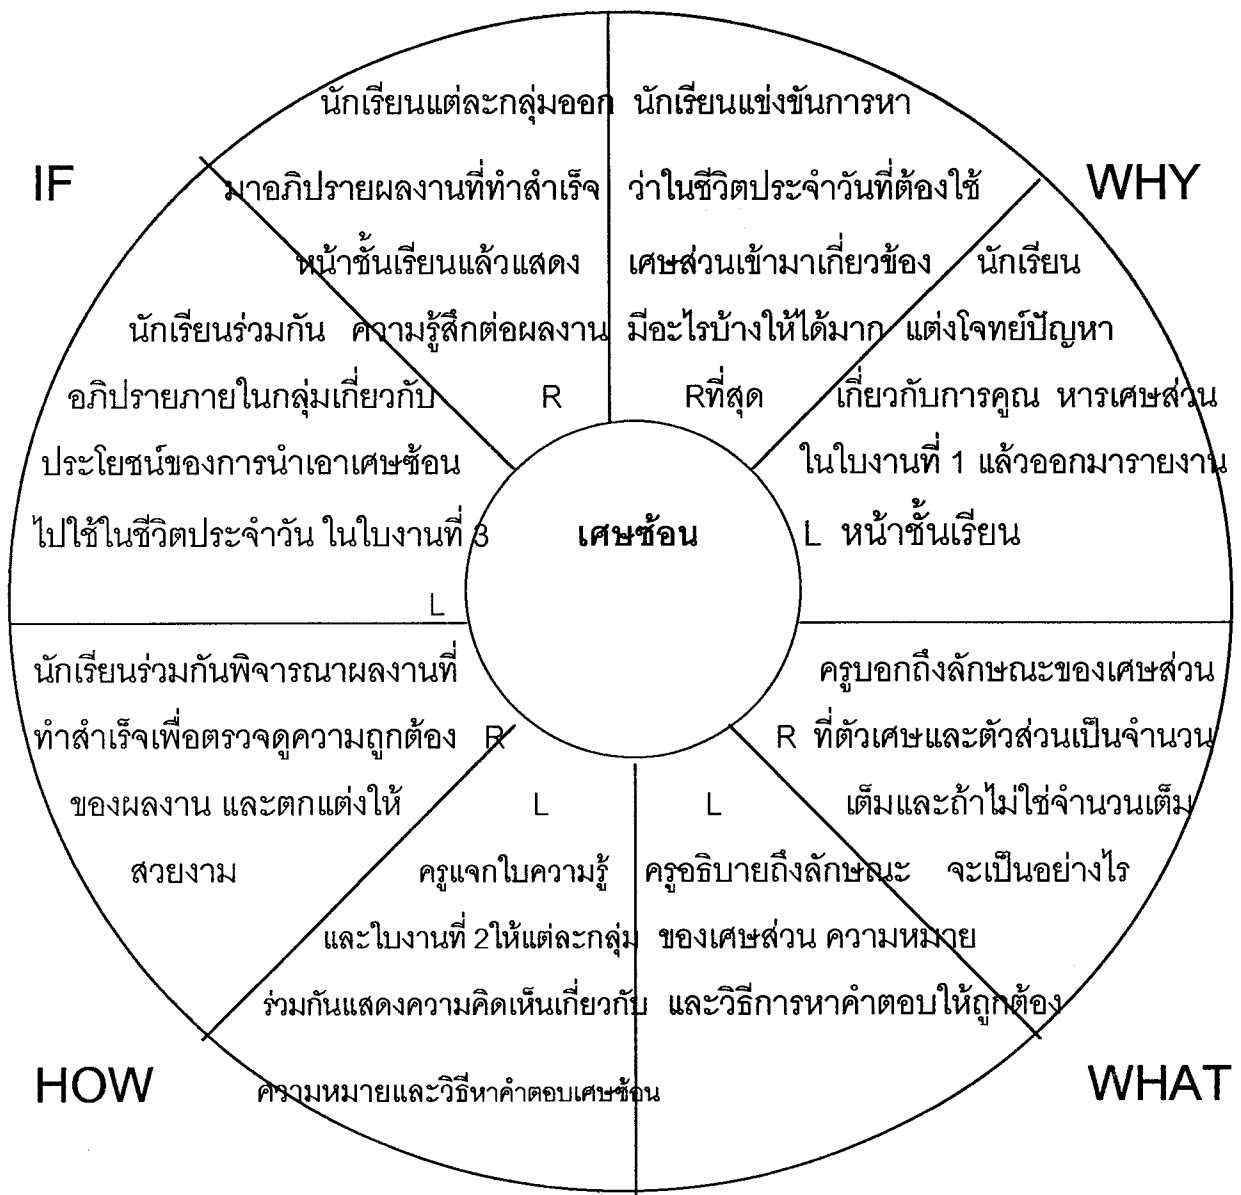 IF
WHY
นักเรียนแข่งขันการหา
ว่าในชีวิตประจำวันที่ต้องใช้
เศษส่วนเข้ามาเกี่ยวข้อง
มีอะไรบ้างให้ได้มาก
Rที่สุด
นักเรียน
แต่งโจทย์ปัญหา
เกี่ยวกับการคูณ หารเศษส่วน
ในใบงานที่ 1 แล้วออกมารายงาน
L หน้าชั้นเรียน
ครูบอกถึงลักษณะของเศษส่วน
R ที่ตัวเศษและตัวส่วนเป็นจำนวน
เต็มและถ้าไม่ใช่จำนวนเต็ม
จะเป็นอย่างไร
L
ครูอธิบายถึงลักษณะ
ของเศษส่วน ความหมาย
และวิธีการหาคำตอบให้ถูกต้อง
WHAT
L
ครูแจกใบความรู้
และใบงานที่ 2ให้แต่ละกลุ่ม
ร่วมกันแสดงความคิดเห็นเกี่ยวกับ
ความหมายและวิธีหาคำตอบเศษซ้อน
HOW
นักเรียนร่วมกันพิจารณาผลงานที่
ทำสำเร็จเพื่อตรวจดูความถูกต้อง R
ของผลงาน และตกแต่งให้
สวยงาม
นักเรียนร่วมกัน
อภิปรายภายในกลุ่มเกี่ยวกับ
ประโยชน์ของการนำเอาเศษซ้อน
ไปใช้ในชีวิตประจำวัน ในใบงานที่ 3
L
นักเรียนแต่ละกลุ่มออก
มาอภิปรายผลงานที่ทำสำเร็จ
หน้าชั้นเรียนแล้วแสดง
ความรู้สึกต่อผลงาน
R
เศษซ้อน